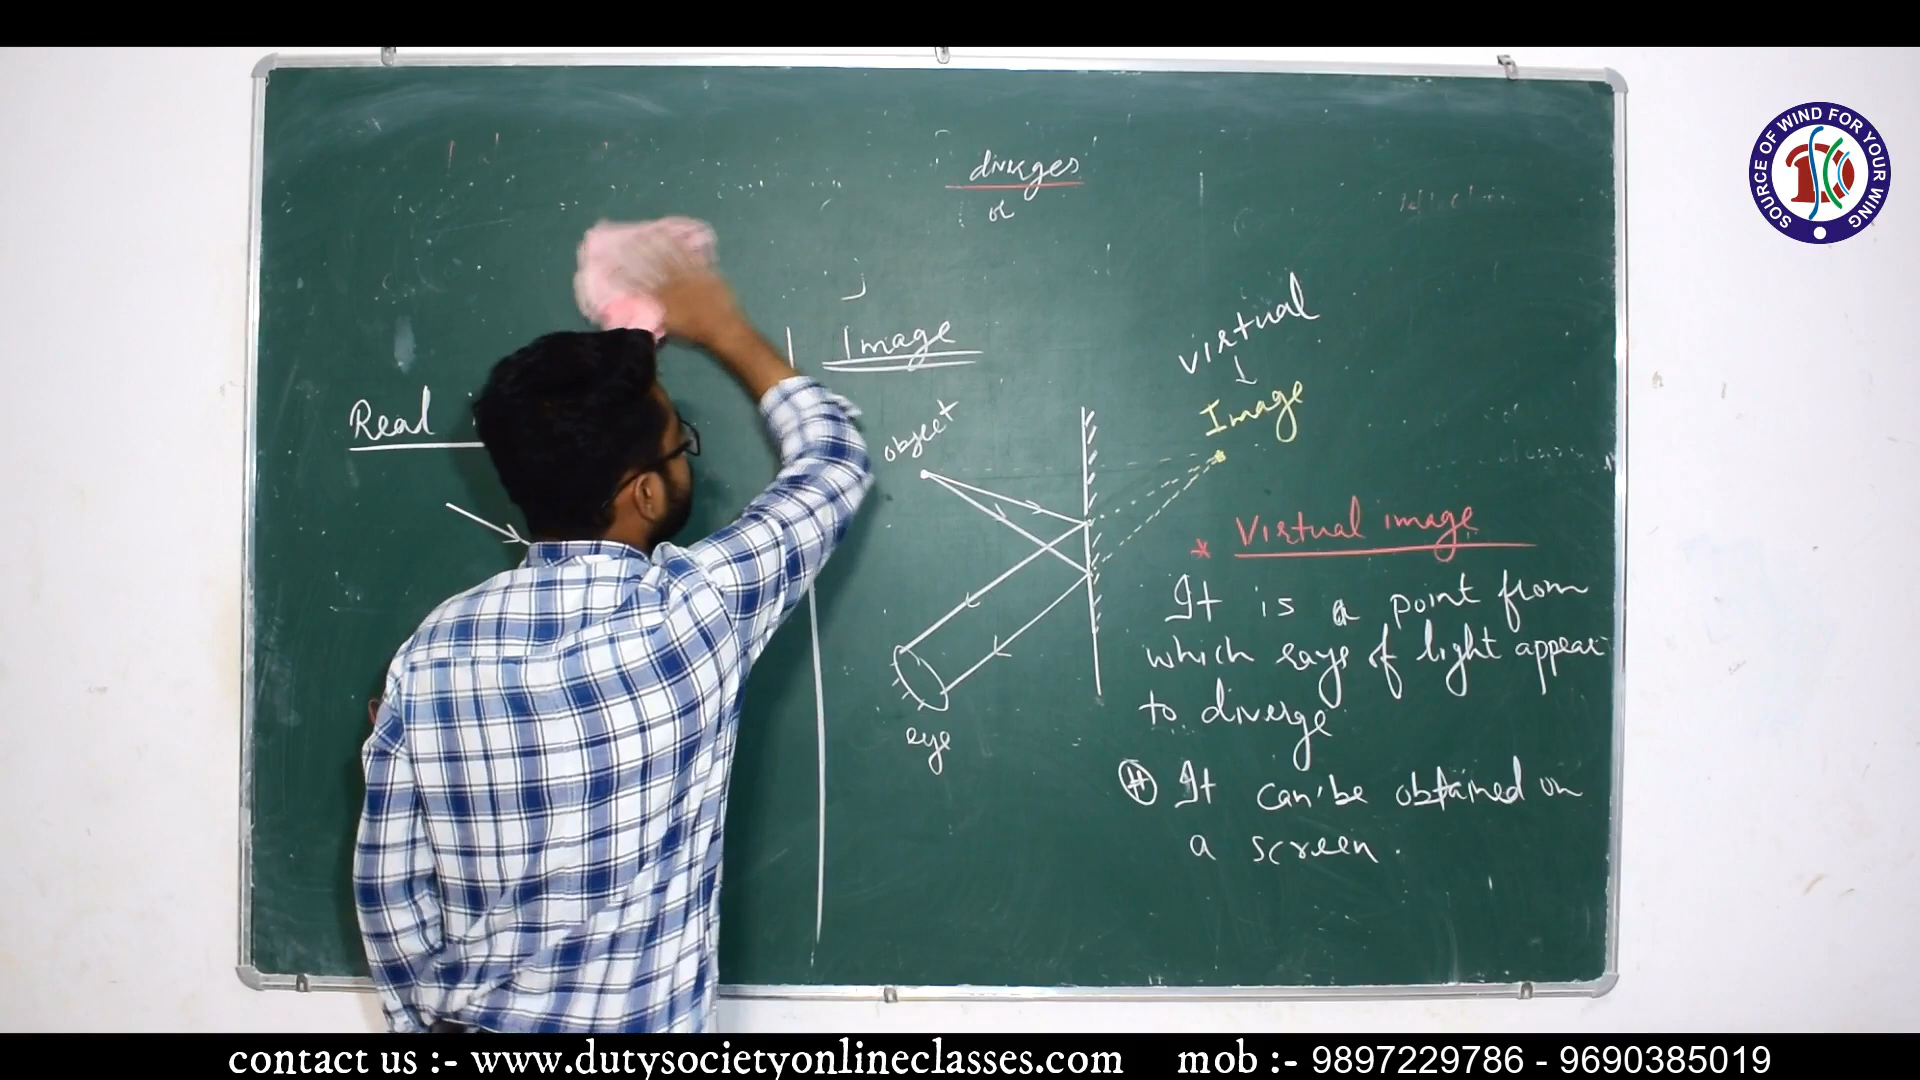 diverges
or
Image
Real
object
virtual
Image
* Virtual image
It is a point from
which rays of light appear
to diverge
eye
(H) It can't be obtained on
a screen.
SOURCE OF WIND FOR YOUR WING
contact us :- www.dutysocietyonlineclasses.com mob :- 9897229786 - 9690385019